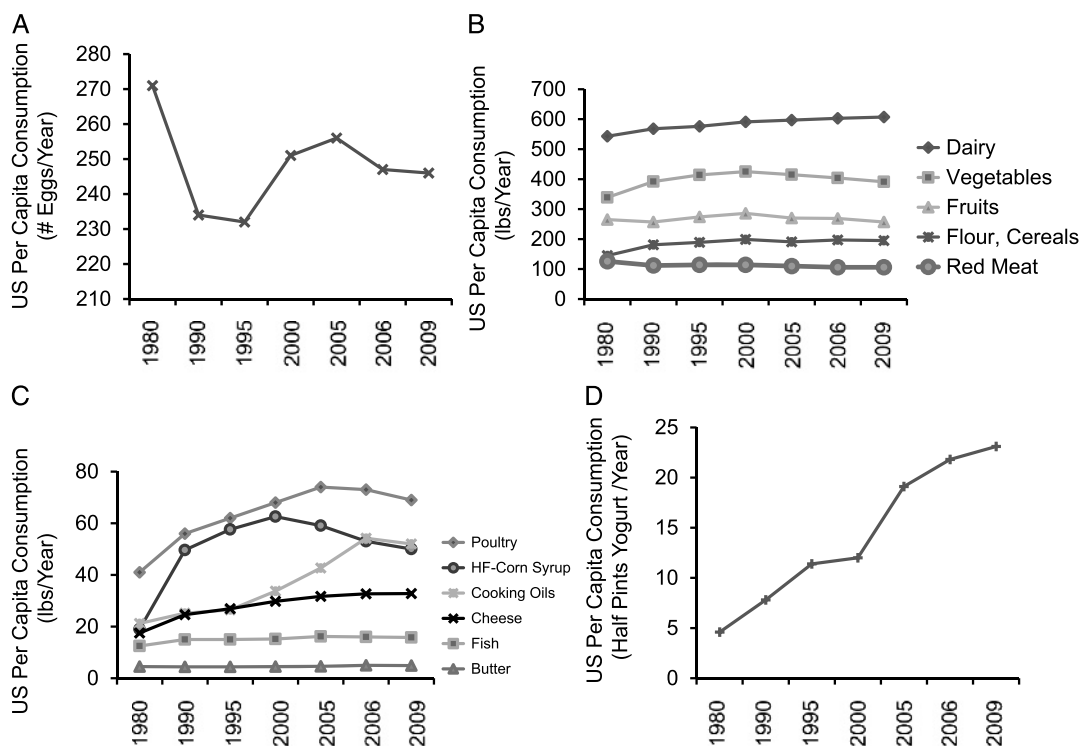 A
US Per Capita Consumption
(# Eggs/Year)
280
270
260
250
240
230
220
210
1980
1990
1995
2000
2005
2006
2009
B
US Per Capita Consumption
(lbs/Year)
700
600
500
400
300
200
100
0
1980
1990
1995
2000
2005
2006
2009
Dairy
Vegetables
Fruits
Flour, Cereals
Red Meat
C
US Per Capita Consumption
(lbs/Year)
80
60
40
20
0
1980
1990
1995
2000
2005
2006
2009
Poultry
HF-Corn Syrup
Cooking Oils
Cheese
Fish
Butter
D
US Per Capita Consumption
(Half Pints Yogurt /Year)
25
20
15
10
5
0
1980
1990
1995
2000
2005
2006
2009